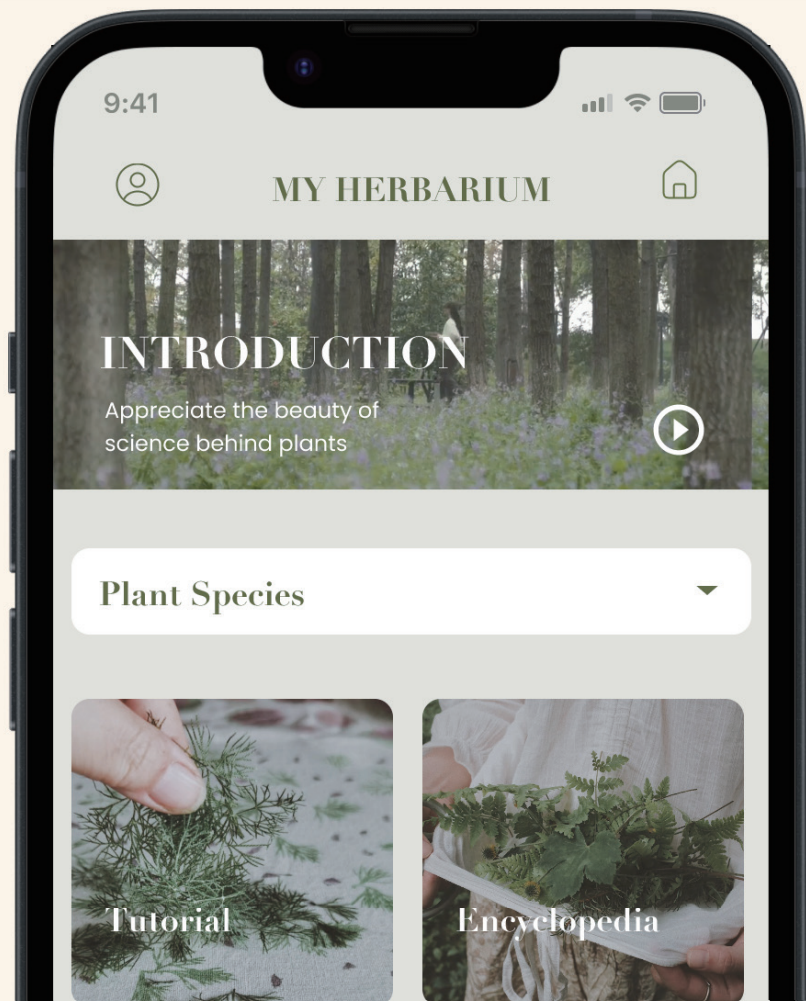 9:41
MY HERBARIUM
INTRODUCTION
Appreciate the beauty of
science behind plants
Plant Species
Tutorial
Encyclopedia